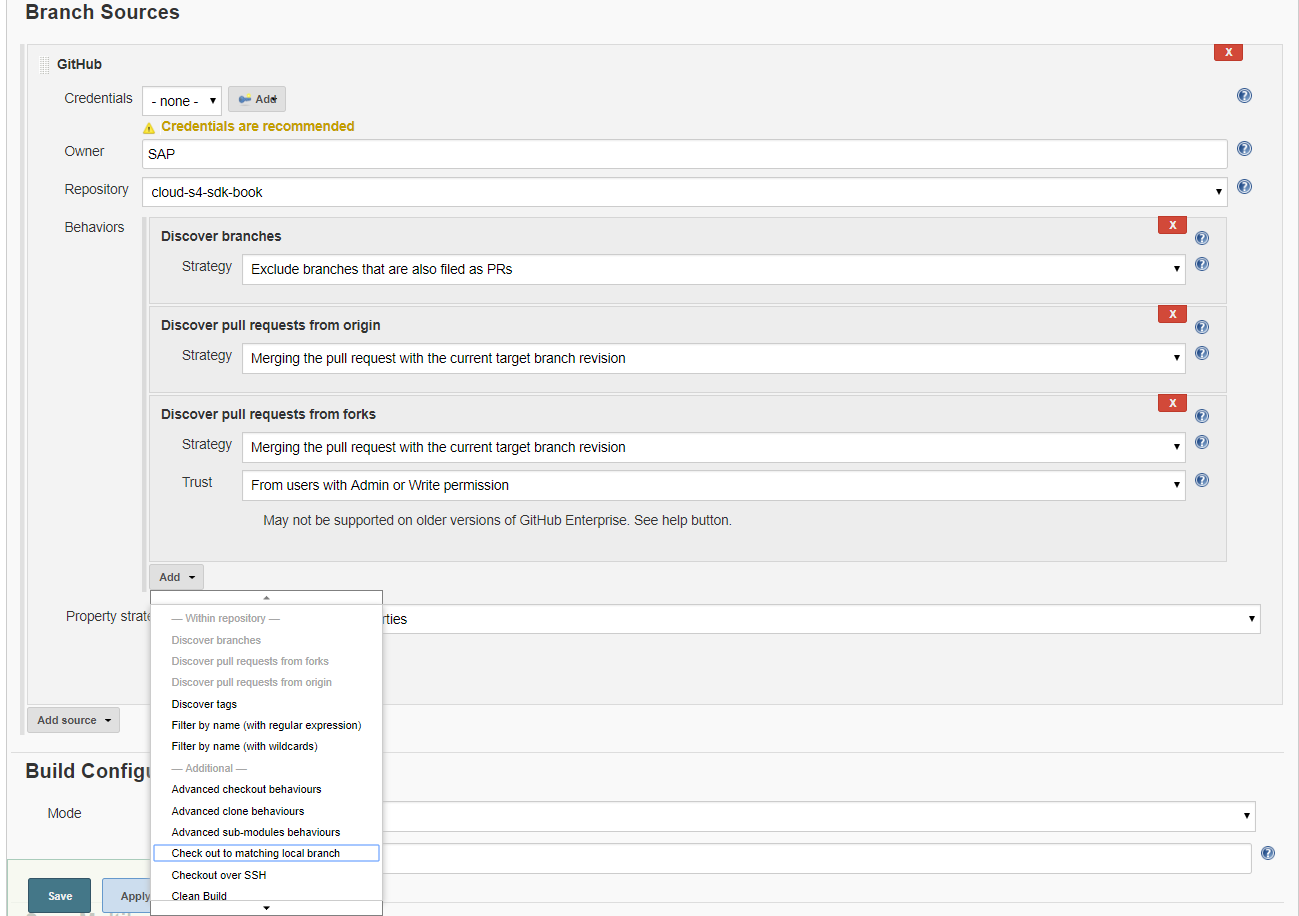 Branch Sources
X
GitHub
Credentials - none - Add
Credentials are recommended
Owner SAP
Repository cloud-s4-sdk-book
Behaviors
X
Discover branches
Strategy Exclude branches that are also filed as PRs
X
Discover pull requests from origin
Strategy Merging the pull request with the current target branch revision
X
Discover pull requests from forks
Strategy Merging the pull request with the current target branch revision
Trust From users with Admin or Write permission
May not be supported on older versions of GitHub Enterprise. See help button.
Add
Property strate rties
— Within repository —
Discover branches
Discover pull requests from forks
Discover pull requests from origin
Discover tags
Filter by name (with regular expression)
Filter by name (with wildcards)
— Additional —
Advanced checkout behaviours
Advanced clone behaviours
Advanced sub-modules behaviours
Check out to matching local branch
Checkout over SSH
Clean Build
Add source
Build Configu
Mode
Save Apply